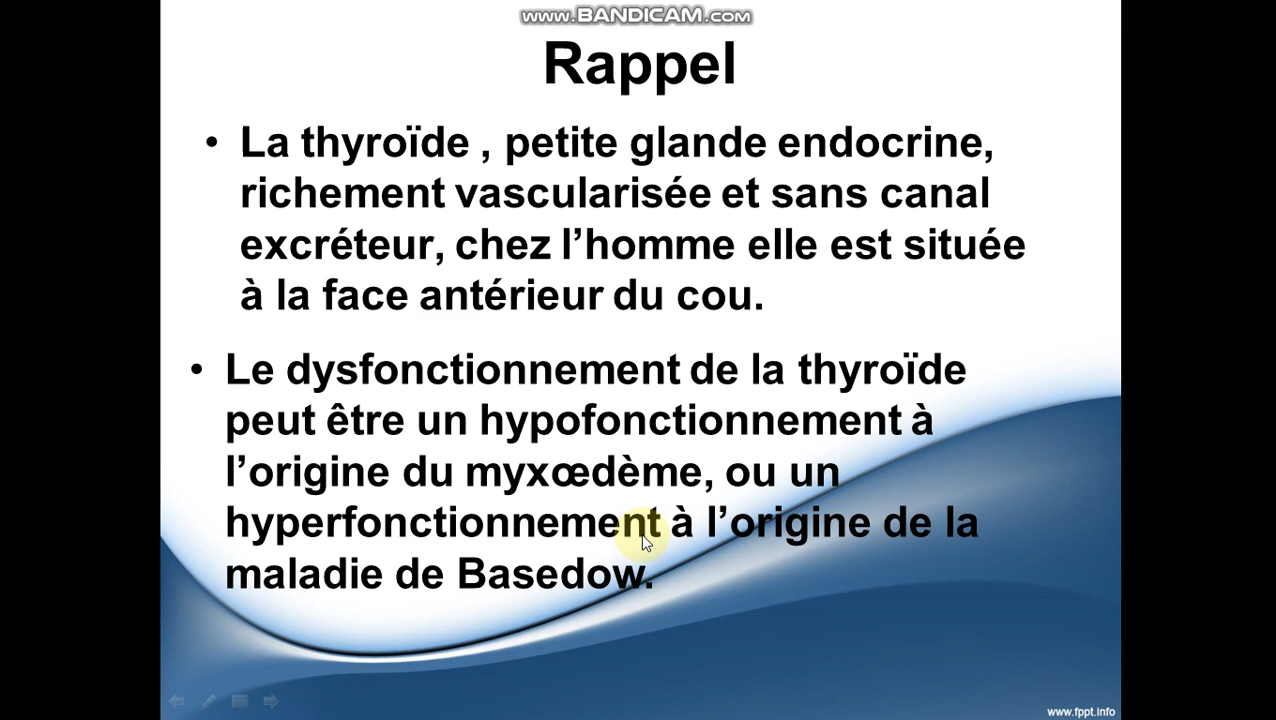 www.BANDICAM.com
Rappel
• La thyroïde , petite glande endocrine,
richement vascularisée et sans canal
excréteur, chez l’homme elle est située
à la face antérieur du cou.
• Le dysfonctionnement de la thyroïde
peut être un hypofonctionnement à
l’origine du myxœdème, ou un
hyperfonctionnement à l’origine de la
maladie de Basedow.
www.fppt.info